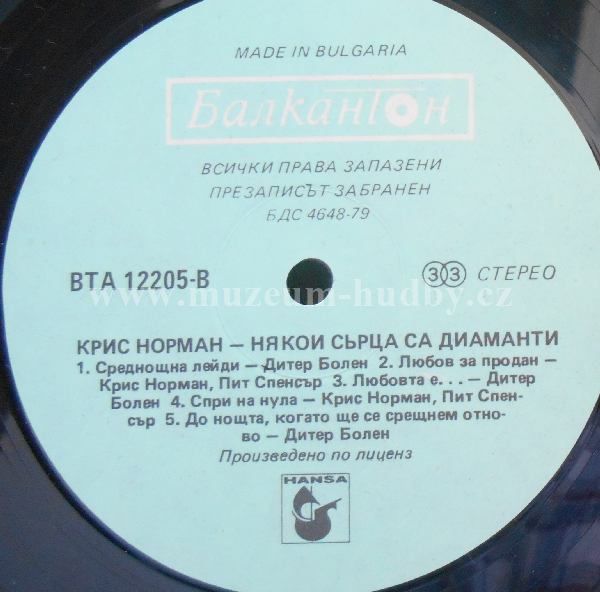 MADE IN BULGARIA
Балкантон
ВСИЧКИ ПРАВА ЗАПАЗЕНИ
ПРЕЗАПИСЪТ ЗАБРАНЕН
БДС 4648-79
ВТА 12205-В
33 СТЕРЕО
www.muzeum-hudby.cz
КРИС НОРМАН — НЯКОИ СЪРЦА СА ДИАМАНТИ
1. Среднощна лейди — Дитер Болен 2. Любов за продан —
Крис Норман, Пит Спенсър 3. Любовта е. . . — Дитер
Болен 4. Спри на нула — Крис Норман, Пит Спен-
сър 5. До нощта, когато ще се срещнем отно-
во — Дитер Болен
Произведено по лиценз
HANSA